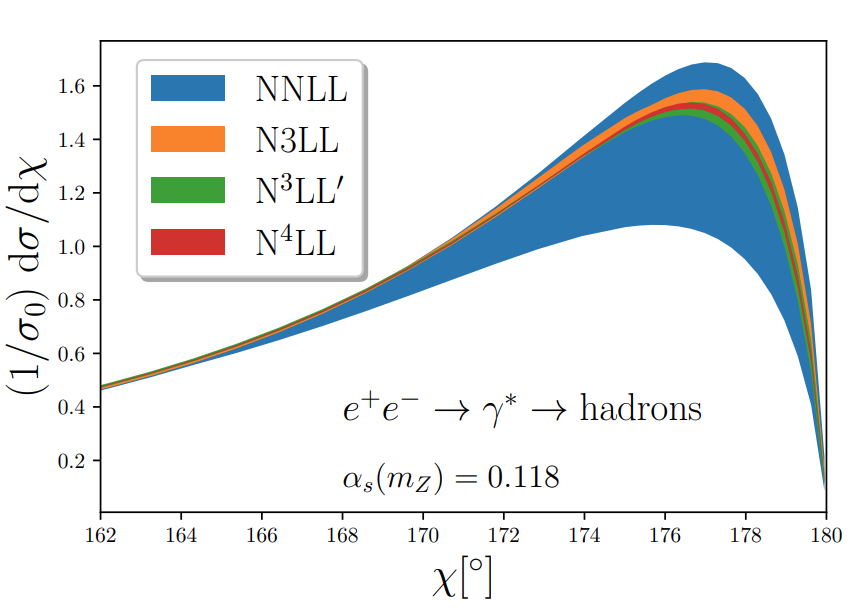 NNLL
N3LL
N³LL′
N⁴LL
(1/σ₀) dσ/dχ
1.6
1.4
1.2
1.0
0.8
0.6
0.4
0.2
e⁺e⁻ → γ* → hadrons
αₛ(m_Z) = 0.118
162 164 166 168 170 172 174 176 178 180
χ[°]